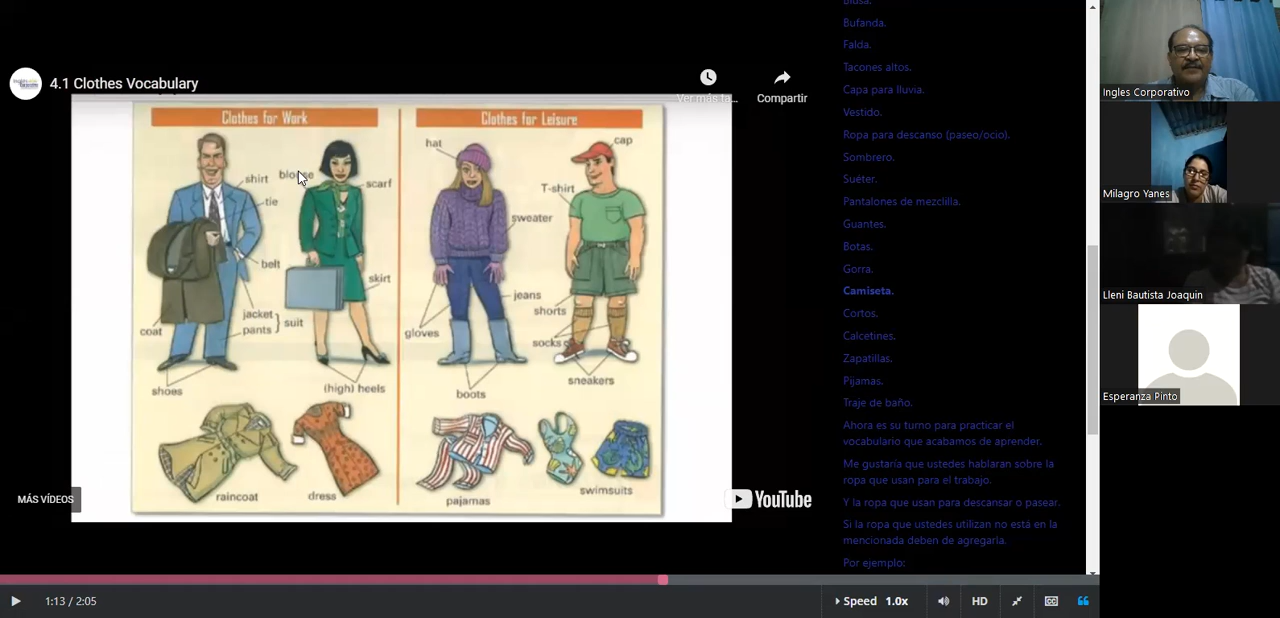 4.1 Clothes Vocabulary
Compartir
Clothes for Work
Clothes for Leisure
shirt
tie
scarf
belt
skirt
jacket
pants
suit
coat
shoes
(high) heels
raincoat
dress
hat
cap
T-shirt
sweater
jeans
shorts
gloves
socks
sneakers
boots
pajamas
swimsuits
MÁS VÍDEOS
YouTube
Bufanda.
Falda.
Tacones altos.
Capa para lluvia.
Vestido.
Ropa para descanso (paseo/ocio).
Sombrero.
Suéter.
Pantalones de mezclilla.
Guantes.
Botas.
Gorra.
Camiseta.
Cortos.
Calcetines.
Zapatillas.
Pijamas.
Traje de baño.
Ahora es su turno para practicar el
vocabulario que acabamos de aprender.
Me gustaría que ustedes hablaran sobre la
ropa que usan para el trabajo.
Y la ropa que usan para descansar o pasear.
Si la ropa que ustedes utilizan no está en la
mencionada deben de agregarla.
Por ejemplo:
Ingles Corporativo
Milagro Yanes
Lleni Bautista Joaquin
Esperanza Pinto
1:13 / 2:05
Speed 1.0x
HD
CC